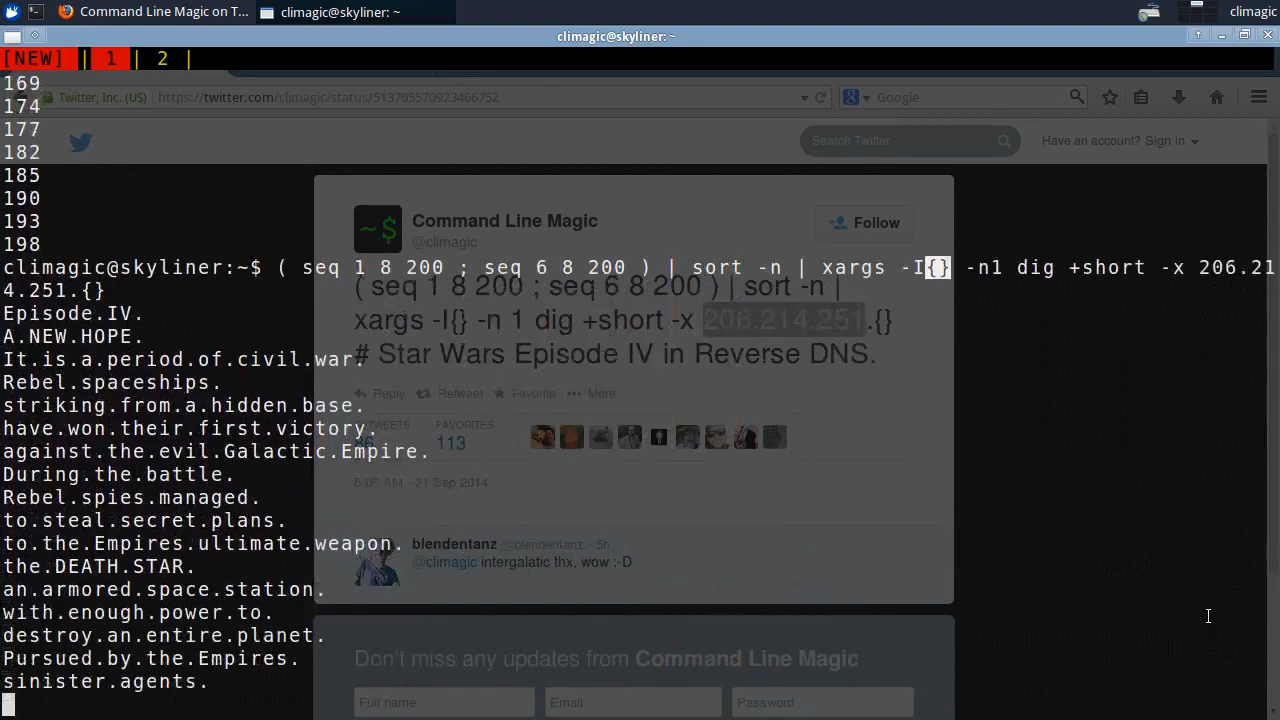 Command Line Magic on T...
climagic@skyliner: ~
climagic
climagic@skyliner: ~
[NEW] | 1 | 2 |
169
Twitter, Inc. (US)
https://twitter.com/climagic/status/513705570923466752
Google
174
177
Search Twitter
Have an account? Sign in
182
185
190
193
198
Command Line Magic
@climagic
Follow
climagic@skyliner:~$ ( seq 1 8 200 ; seq 6 8 200 ) | sort -n | xargs -I{} -n1 dig +short -x 206.21
4.251.{}
( seq 1 8 200 ; seq 6 8 200 ) | sort -n |
xargs -I{} -n 1 dig +short -x 206.214.251.{}
# Star Wars Episode IV in Reverse DNS.
Reply Retweet Favorite More
FAVORITES
113
6:05 AM - 21 Sep 2014
blendentanz @blendentanz · 5h
@climagic intergalatic thx, wow :-D
Episode.IV.
A.NEW.HOPE.
It.is.a.period.of.civil.war.
Rebel.spaceships.
striking.from.a.hidden.base.
have.won.their.first.victory.
against.the.evil.Galactic.Empire.
During.the.battle.
Rebel.spies.managed.
to.steal.secret.plans.
to.the.Empires.ultimate.weapon.
the.DEATH.STAR.
an.armored.space.station.
with.enough.power.to.
destroy.an.entire.planet.
Pursued.by.the.Empires.
sinister.agents.
Don't miss any updates from Command Line Magic
Full name
Email
Password